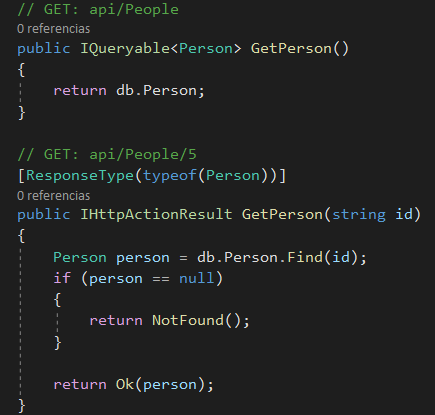 // GET: api/People
0 referencias
public IQueryable<Person> GetPerson()
{
    return db.Person;
}

// GET: api/People/5
[ResponseType(typeof(Person))]
0 referencias
public IHttpActionResult GetPerson(string id)
{
    Person person = db.Person.Find(id);
    if (person == null)
    {
        return NotFound();
    }

    return Ok(person);
}